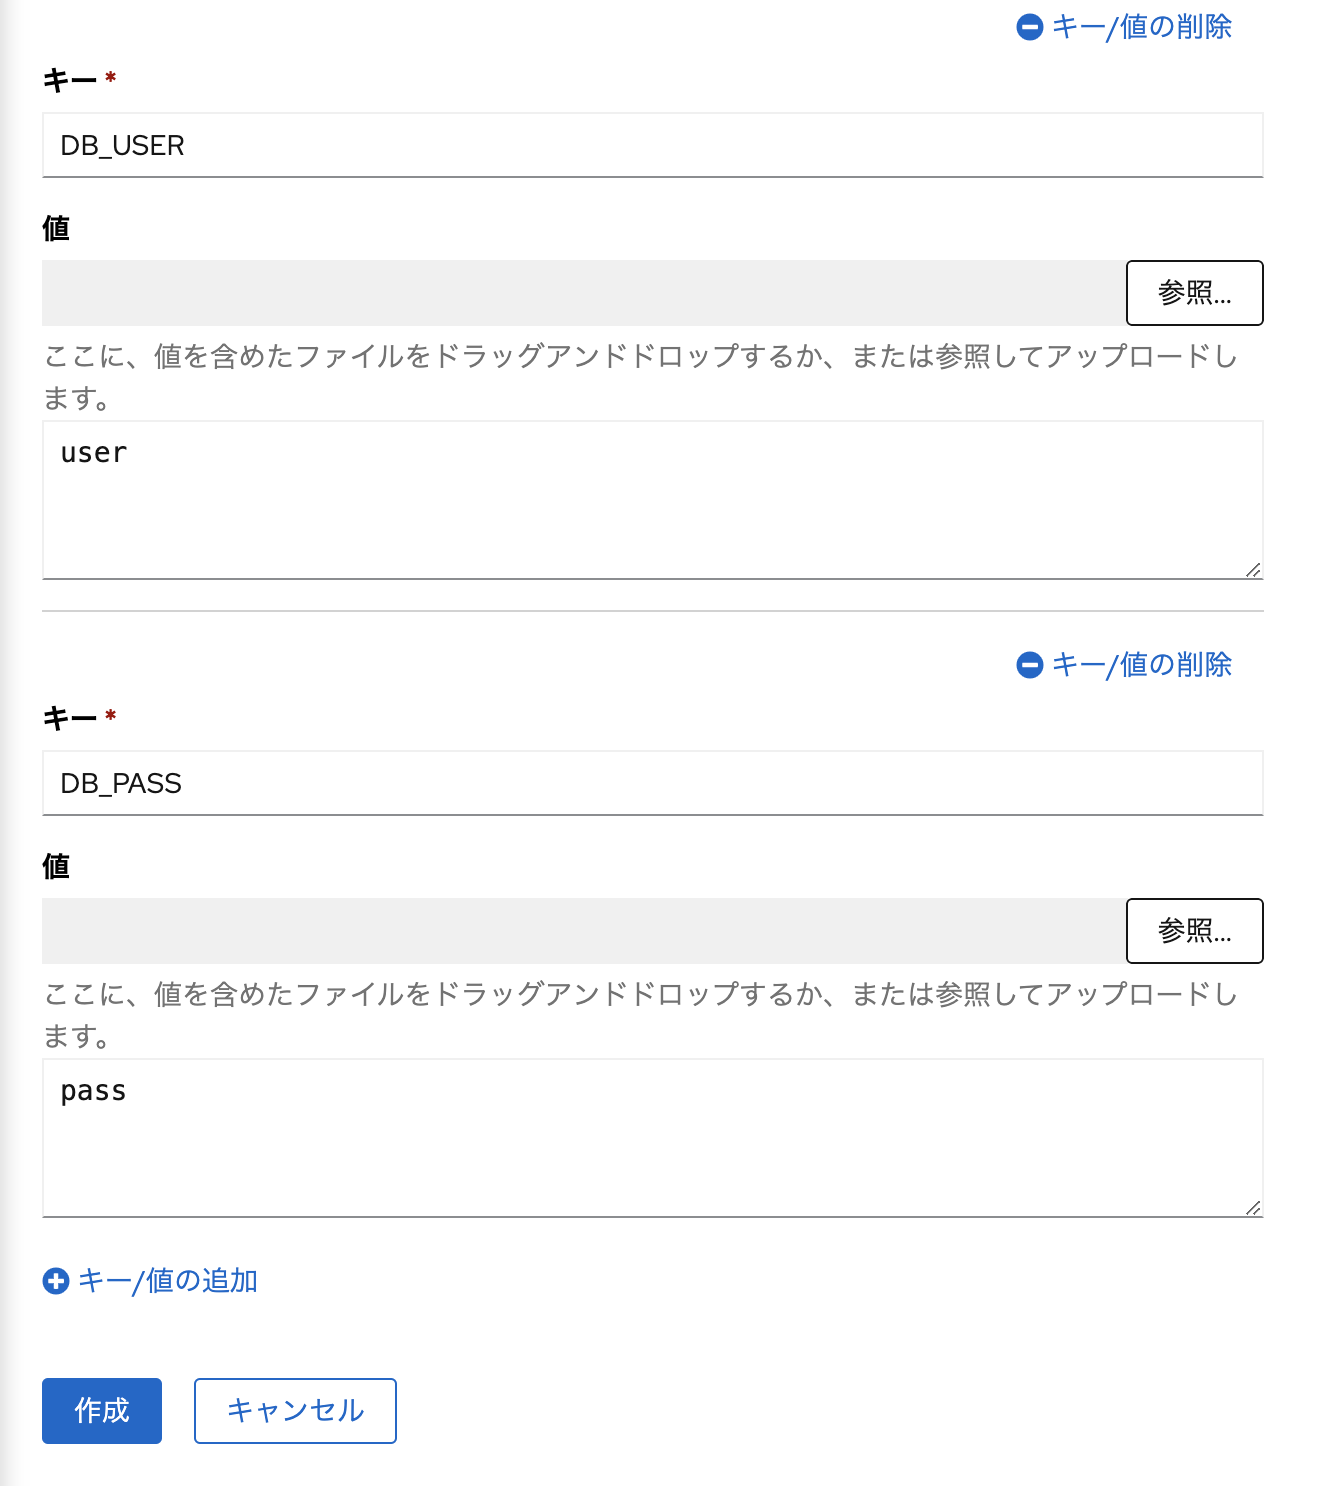 キー/値の削除
キー *
DB_USER
値
参照...
ここに、値を含めたファイルをドラッグアンドドロップするか、または参照してアップロードし
ます。
user
キー/値の削除
キー *
DB_PASS
値
参照...
ここに、値を含めたファイルをドラッグアンドドロップするか、または参照してアップロードし
ます。
pass
キー/値の追加
作成 キャンセル